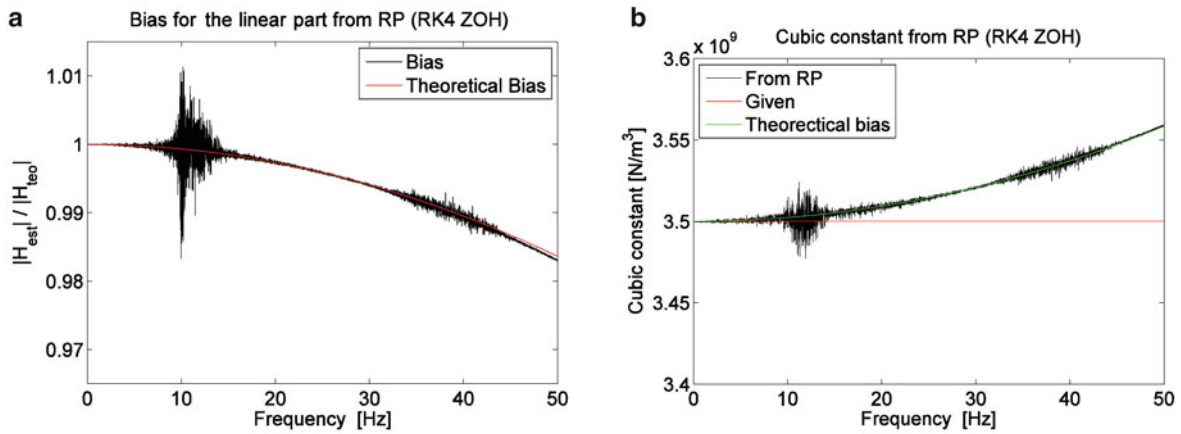 a
Bias for the linear part from RP (RK4 ZOH)
Bias
Theoretical Bias
|H_est| / |H_teo|
1.01
1
0.99
0.98
0.97
0 10 20 30 40 50
Frequency [Hz]
b
x 10^9
Cubic constant from RP (RK4 ZOH)
From RP
Given
Theorectical bias
Cubic constant [N/m^3]
3.6
3.55
3.5
3.45
3.4
0 10 20 30 40 50
Frequency [Hz]